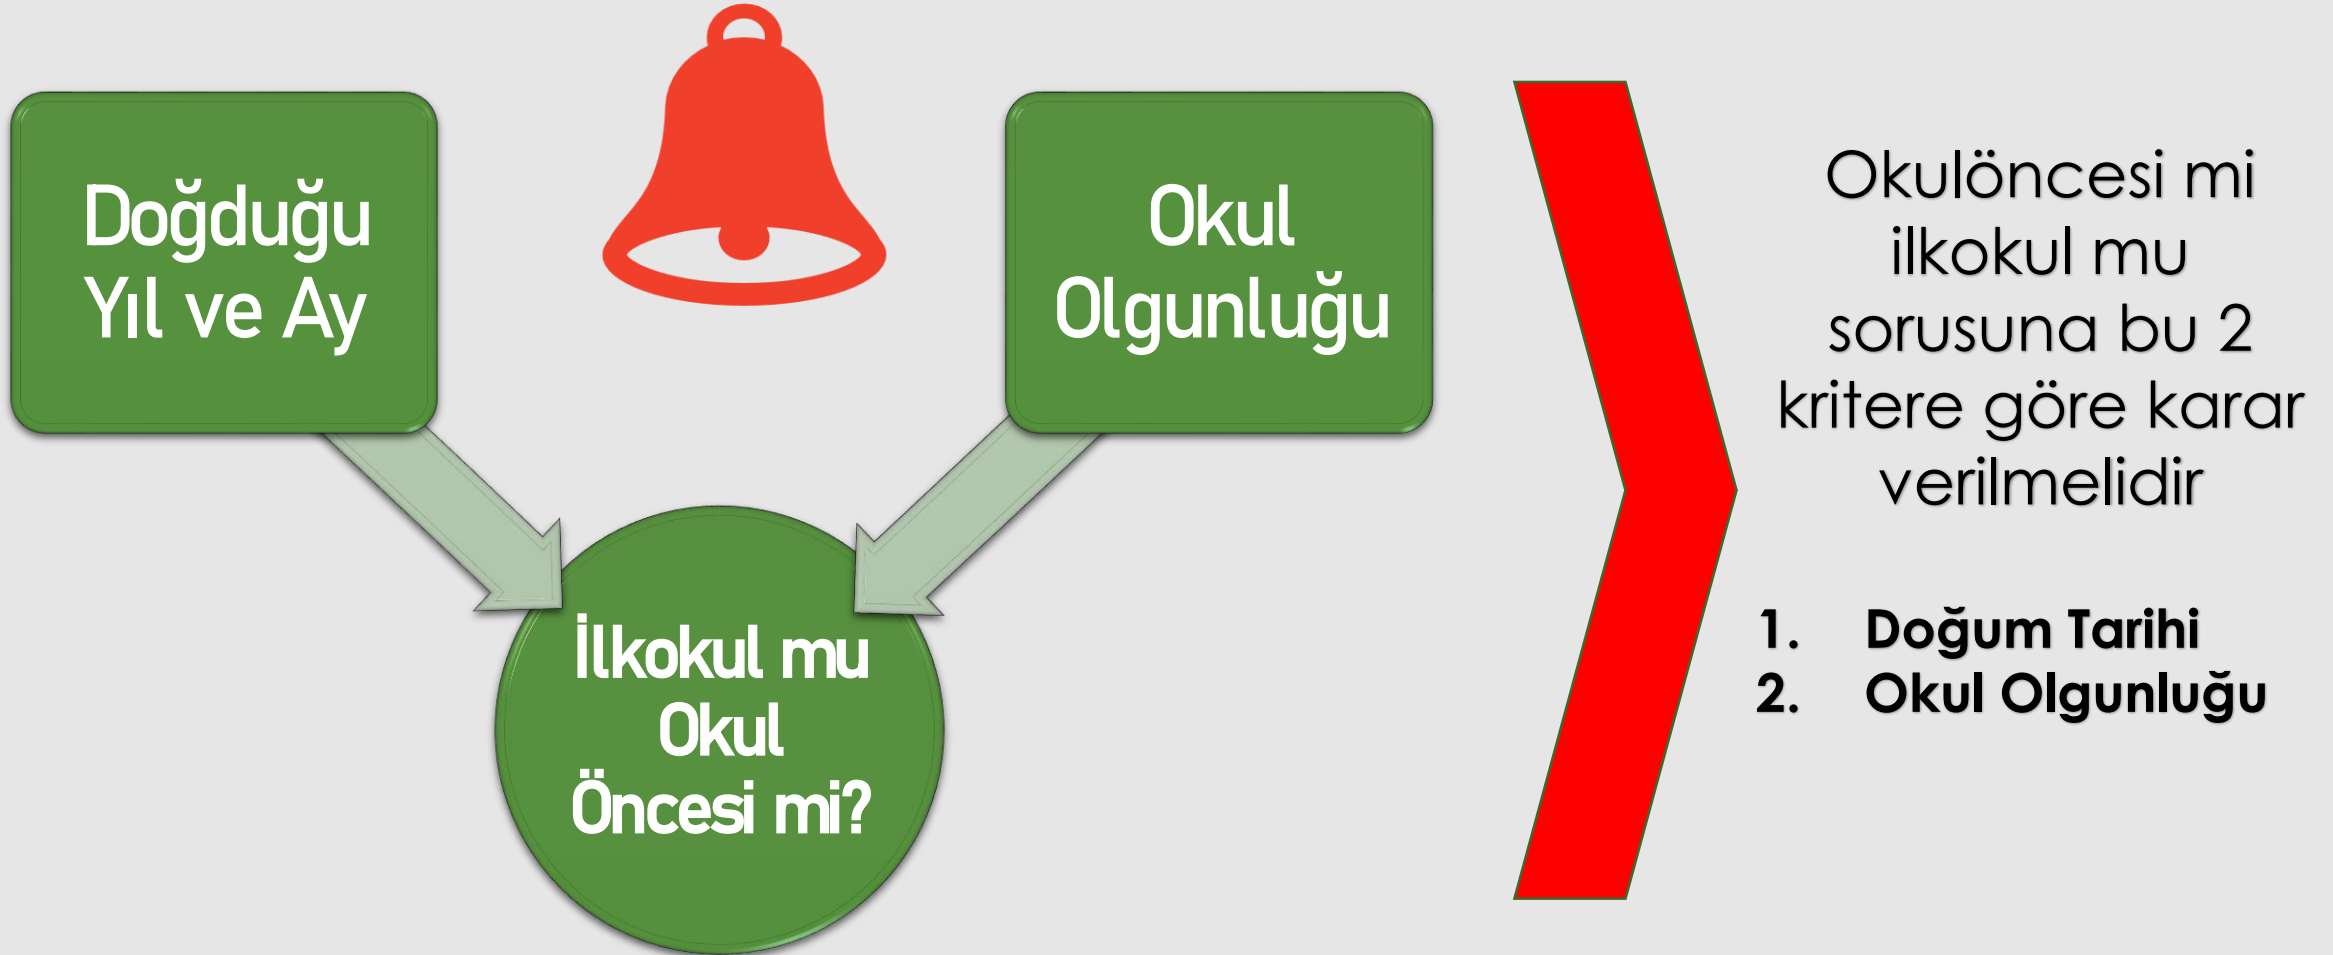 Doğduğu
Yıl ve Ay
Okul
Olgunluğu
İlkokul mu
Okul
Öncesi mi?
Okulöncesi mi
ilkokul mu
sorusuna bu 2
kritere göre karar
verilmelidir
1. Doğum Tarihi
2. Okul Olgunluğu